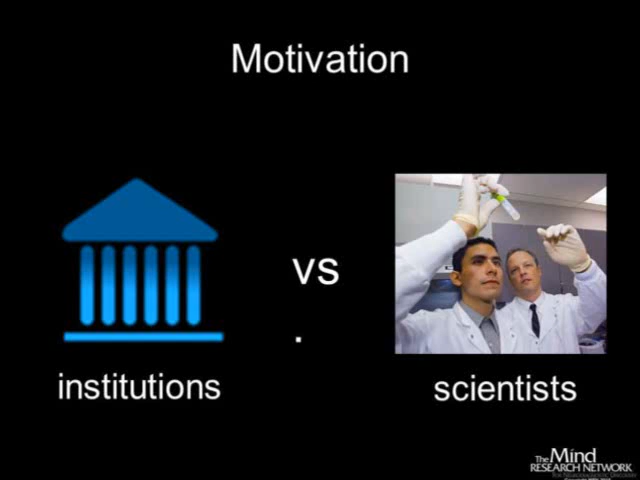 Motivation
vs
.
institutions
scientists
The Mind
RESEARCH NETWORK